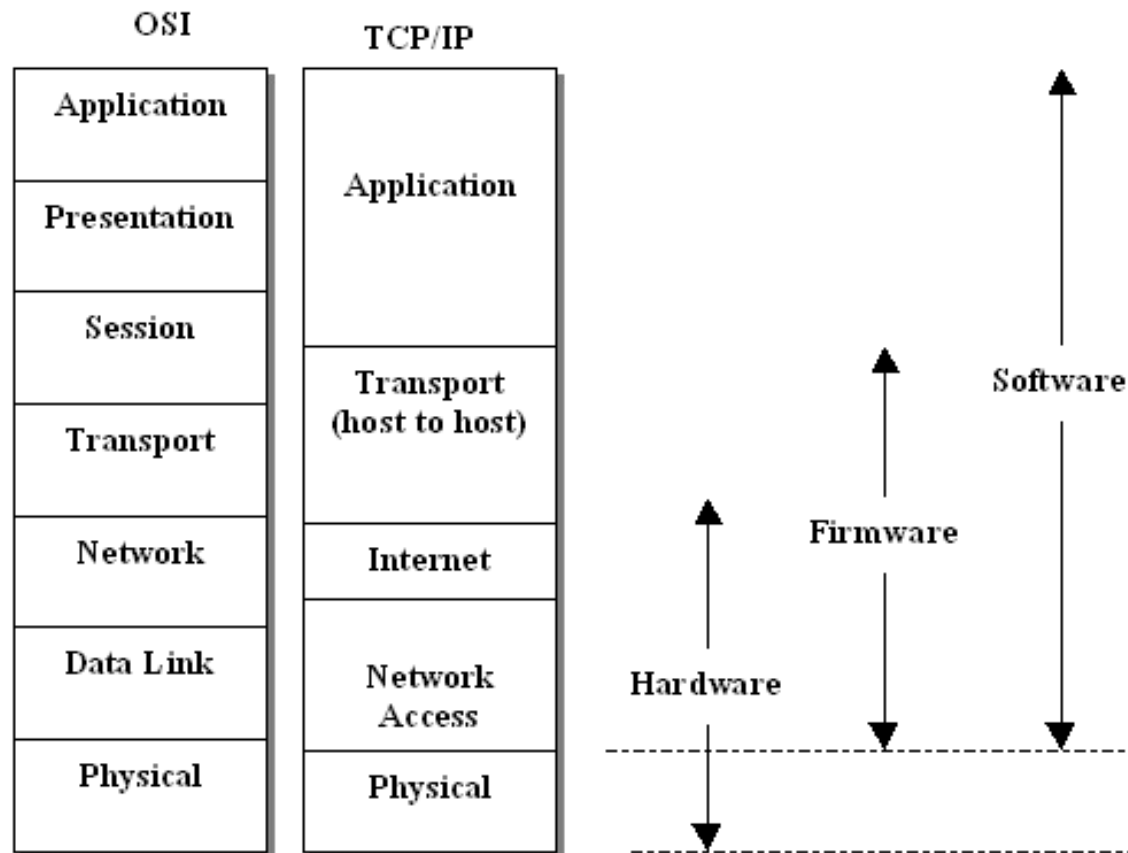 OSI
TCP/IP
Application
Presentation
Session
Transport
Network
Data Link
Physical
Application
Transport
(host to host)
Internet
Network
Access
Physical
Hardware
Firmware
Software